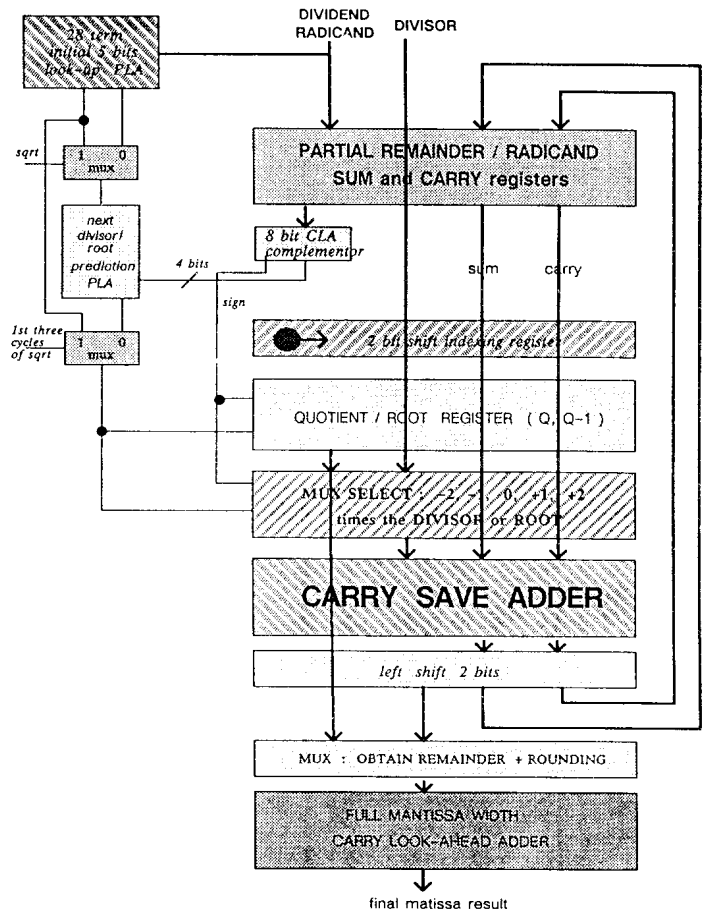 DIVIDEND
RADICAND
DIVISOR
28 term
initial 5 bits
look-up PLA
sqrt
1 0
mux
PARTIAL REMAINDER / RADICAND
SUM and CARRY registers
next
divisor/
root
prediation
PLA
8 bit CLA
complementor
4 bits
sign
sum
carry
1st three
cycles
of sqrt
1 0
mux
2 bit shift indexing register
QUOTIENT / ROOT REGISTER ( Q, Q-1 )
MUX SELECT : -2, -1, 0, +1, +2
times the DIVISOR or ROOT
CARRY SAVE ADDER
left shift 2 bits
MUX : OBTAIN REMAINDER + ROUNDING
FULL MANTISSA WIDTH
CARRY LOOK-AHEAD ADDER
final matissa result